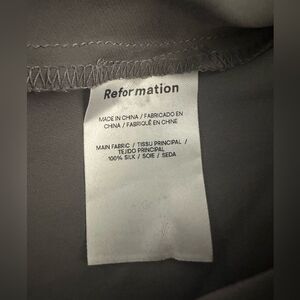 Reformation
MADE IN CHINA / FABRICADO EN
CHINA / FABRIQUÉ EN CHINE
MAIN FABRIC / TISSU PRINCIPAL /
TEJIDO PRINCIPAL
100% SILK / SOIE / SEDA